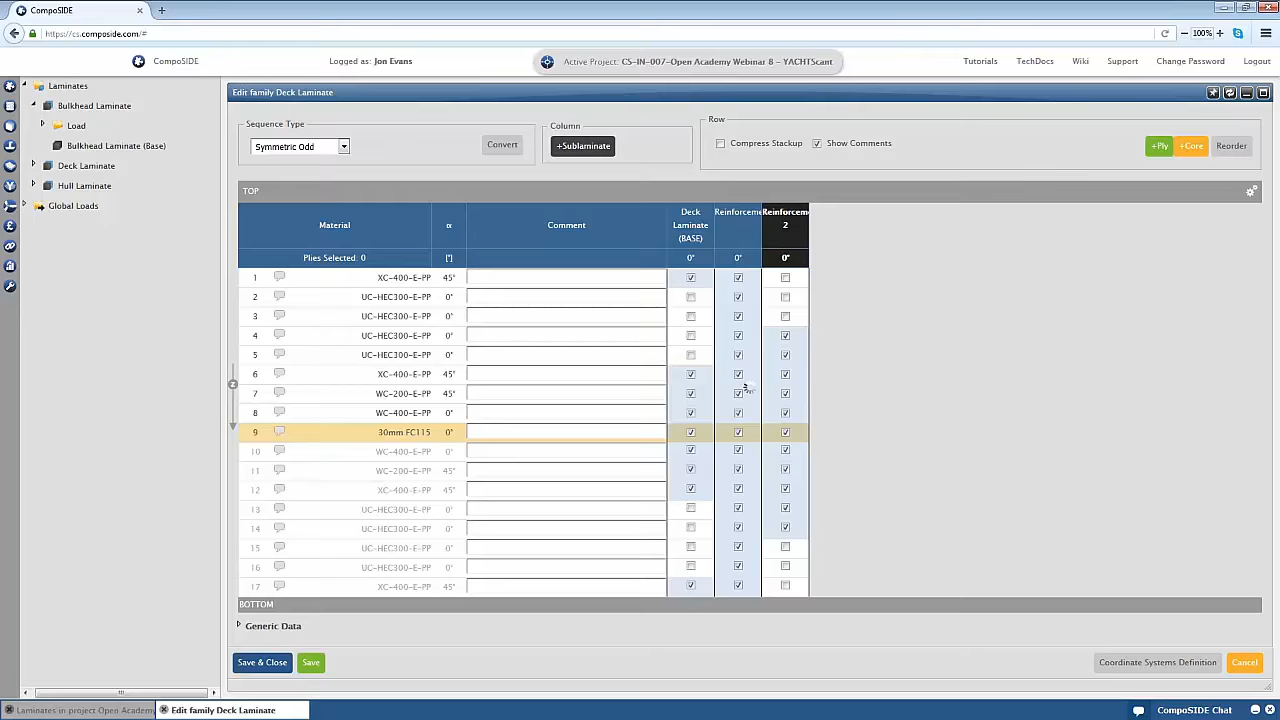 CompoSIDE
https://cs.composide.com/#
100%
CompoSIDE
Logged as: Jon Evans
Active Project: CS-IN-007-Open Academy Webinar 8 - YACHTScant
Tutorials
TechDocs
Wiki
Support
Change Password
Logout
Laminates
Bulkhead Laminate
Load
Bulkhead Laminate (Base)
Deck Laminate
Hull Laminate
Global Loads
Edit family Deck Laminate
Sequence Type
Symmetric Odd
Convert
Column
+Sublaminate
Row
Compress Stackup
Show Comments
+Ply
+Core
Reorder
TOP
Material
α
Comment
Deck
Laminate
(BASE)
Reinforceme
Reinforcem
2
Plies Selected: 0
[°]
0°
0°
0°
1 XC-400-E-PP 45°
2 UC-HEC300-E-PP 0°
3 UC-HEC300-E-PP 0°
4 UC-HEC300-E-PP 0°
5 UC-HEC300-E-PP 0°
6 XC-400-E-PP 45°
7 WC-200-E-PP 45°
8 WC-400-E-PP 0°
9 30mm FC115 0°
10 WC-400-E-PP 0°
11 WC-200-E-PP 45°
12 XC-400-E-PP 45°
13 UC-HEC300-E-PP 0°
14 UC-HEC300-E-PP 0°
15 UC-HEC300-E-PP 0°
16 UC-HEC300-E-PP 0°
17 XC-400-E-PP 45°
z
BOTTOM
Generic Data
Save & Close
Save
Coordinate Systems Definition
Cancel
Laminates in project Open Academy
Edit family Deck Laminate
CompoSIDE Chat